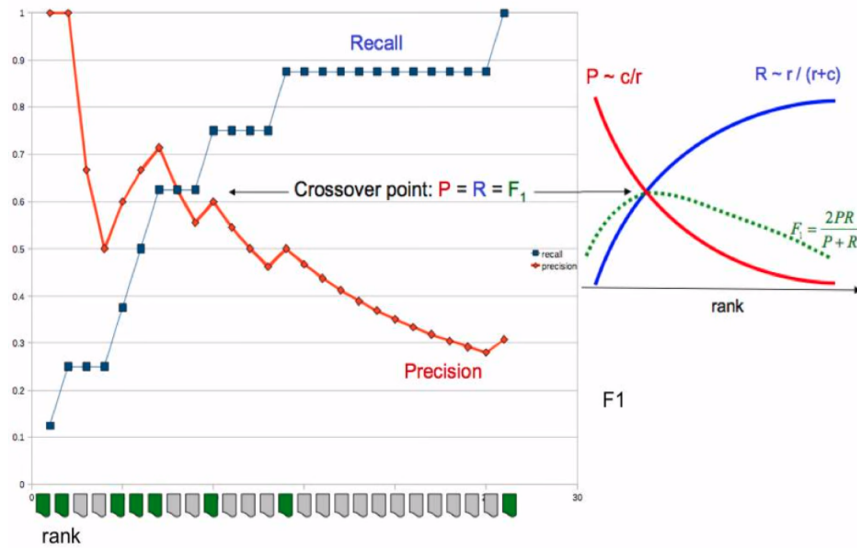 1
0.9
0.8
0.7
0.6
0.5
0.4
0.3
0.2
0.1
0
0
30
Recall
Crossover point: P = R = F1
recall
precision
Precision
rank
P ~ c/r
R ~ r / (r+c)
F1 = 2PR / P + R
rank
F1